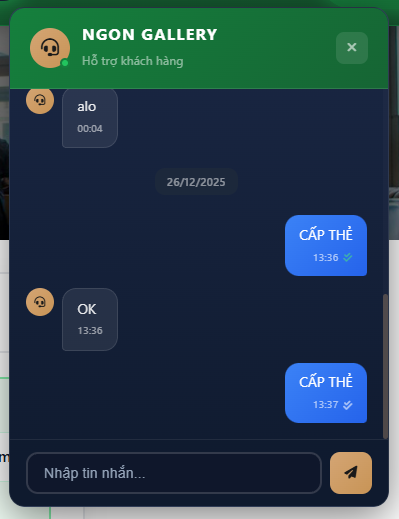 NGON GALLERY
Hỗ trợ khách hàng
alo
00:04
26/12/2025
CẤP THẺ
13:36
OK
13:36
CẤP THẺ
13:37
Nhập tin nhắn...
m